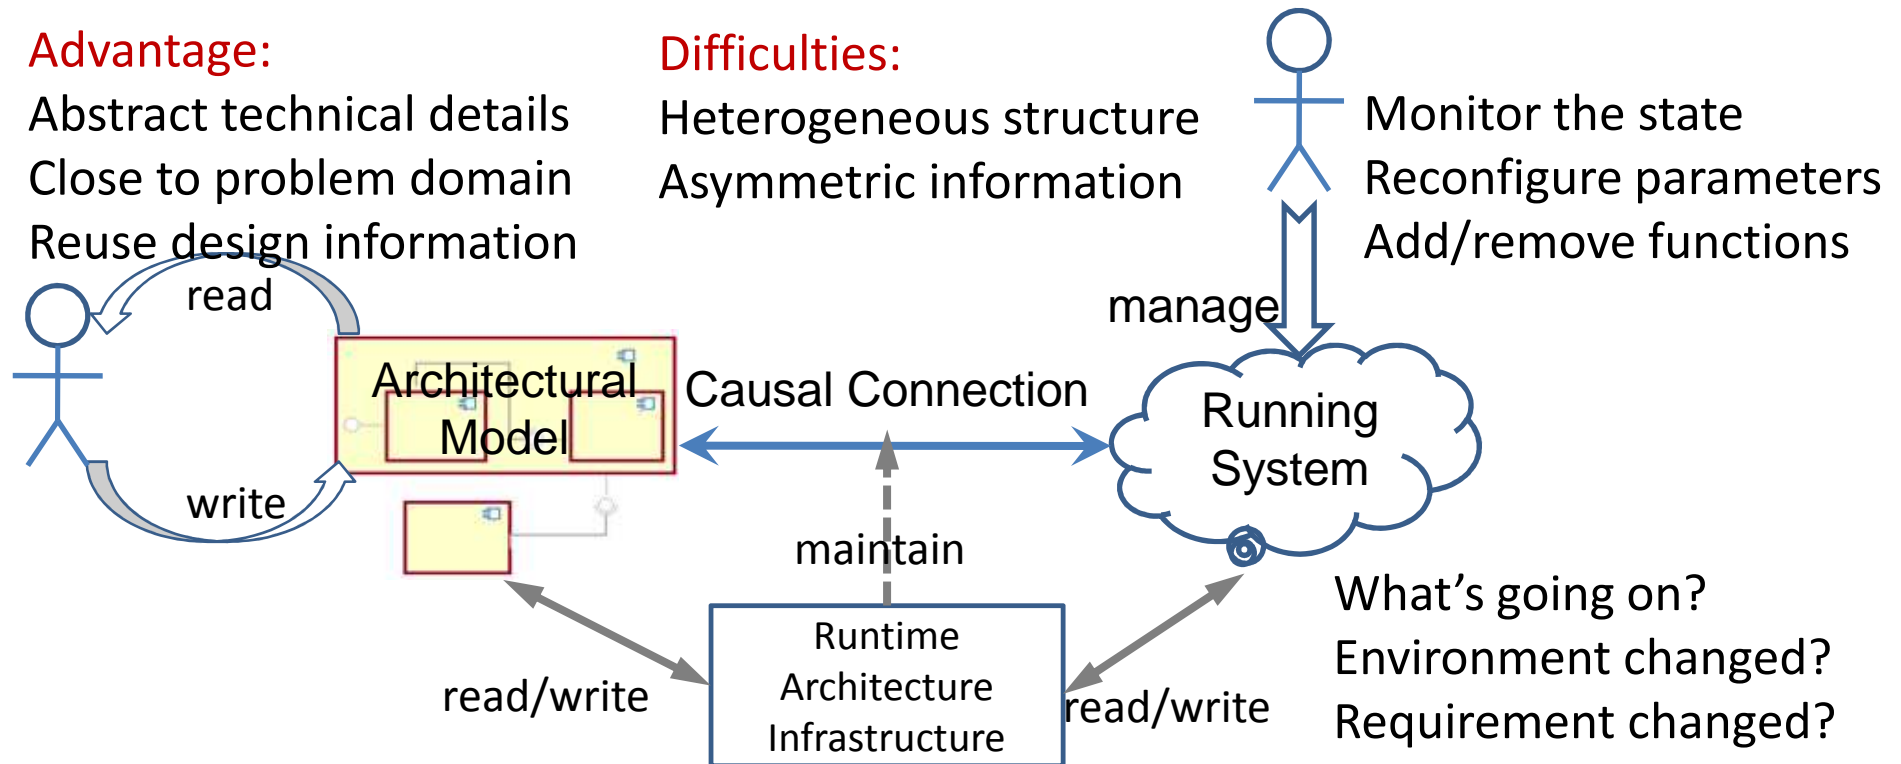 Advantage:
Abstract technical details
Close to problem domain
Reuse design information
Difficulties:
Heterogeneous structure
Asymmetric information
Monitor the state
Reconfigure parameters
Add/remove functions
read
manage
Architectural
Model
Causal Connection
Running
System
write
maintain
Runtime
Architecture
Infrastructure
read/write
read/write
What’s going on?
Environment changed?
Requirement changed?